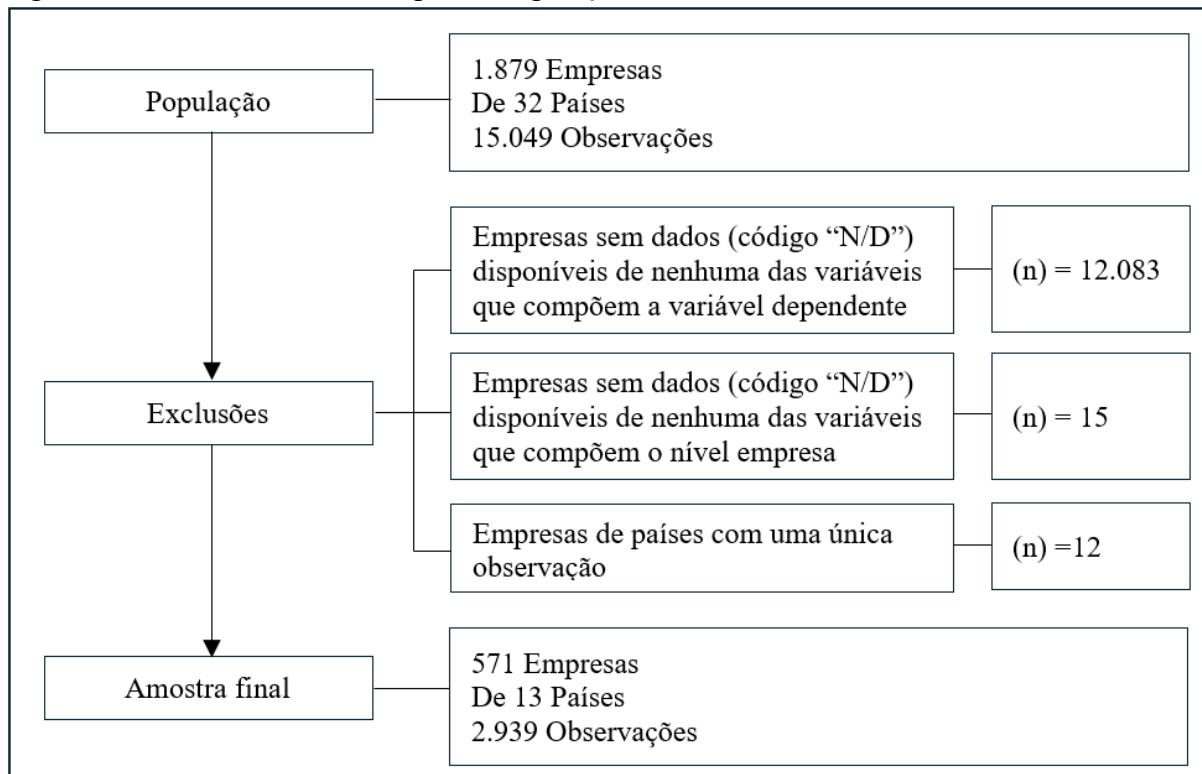 População
1.879 Empresas
De 32 Países
15.049 Observações
Exclusões
Empresas sem dados (código “N/D”)
disponíveis de nenhuma das variáveis
que compõem a variável dependente
(n) = 12.083
Empresas sem dados (código “N/D”)
disponíveis de nenhuma das variáveis
que compõem o nível empresa
(n) = 15
Empresas de países com uma única
observação
(n) =12
Amostra final
571 Empresas
De 13 Países
2.939 Observações